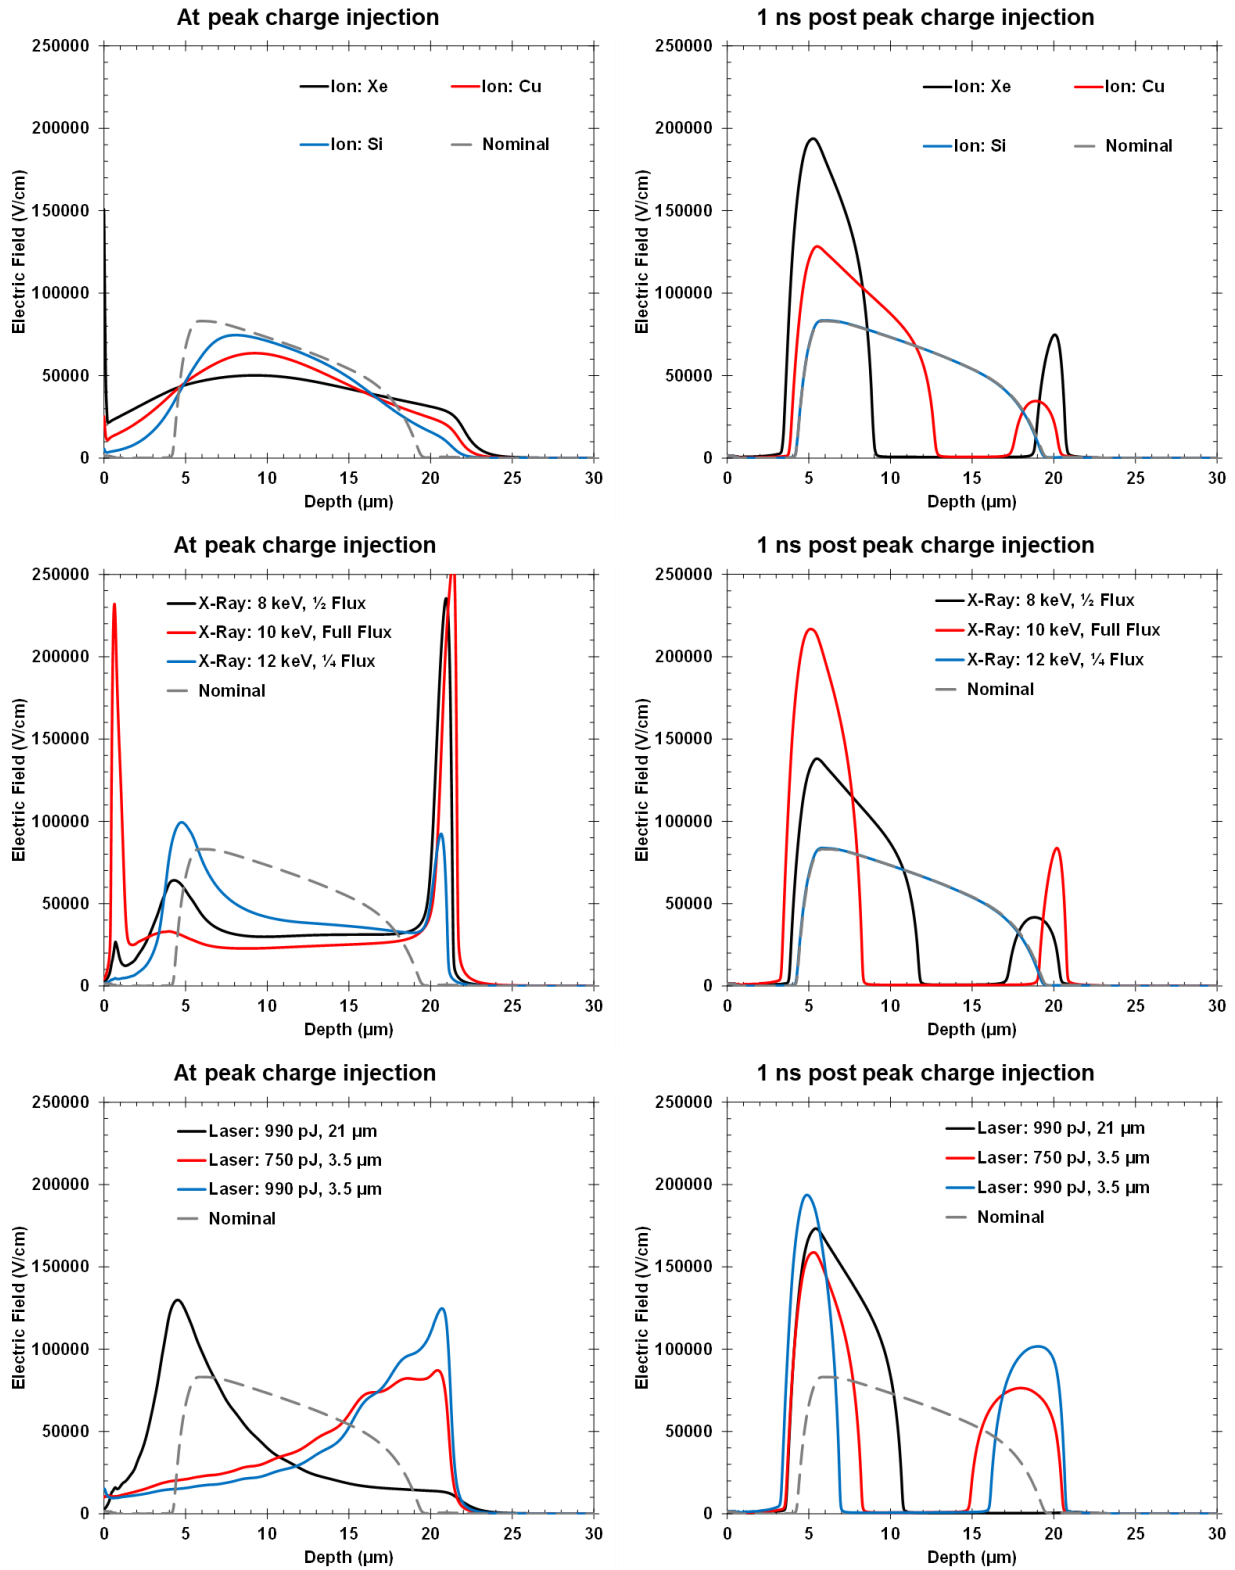 At peak charge injection
250000
200000
150000
100000
50000
0
Electric Field (V/cm)
Ion: Xe
Ion: Cu
Ion: Si
Nominal
0 5 10 15 20 25 30
Depth (µm)
1 ns post peak charge injection
250000
200000
150000
100000
50000
0
Electric Field (V/cm)
Ion: Xe
Ion: Cu
Ion: Si
Nominal
0 5 10 15 20 25 30
Depth (µm)
At peak charge injection
250000
200000
150000
100000
50000
0
Electric Field (V/cm)
X-Ray: 8 keV, ½ Flux
X-Ray: 10 keV, Full Flux
X-Ray: 12 keV, ¼ Flux
Nominal
0 5 10 15 20 25 30
Depth (µm)
1 ns post peak charge injection
250000
200000
150000
100000
50000
0
Electric Field (V/cm)
X-Ray: 8 keV, ½ Flux
X-Ray: 10 keV, Full Flux
X-Ray: 12 keV, ¼ Flux
Nominal
0 5 10 15 20 25 30
Depth (µm)
At peak charge injection
250000
200000
150000
100000
50000
0
Electric Field (V/cm)
Laser: 990 pJ, 21 µm
Laser: 750 pJ, 3.5 µm
Laser: 990 pJ, 3.5 µm
Nominal
0 5 10 15 20 25 30
Depth (µm)
1 ns post peak charge injection
250000
200000
150000
100000
50000
0
Electric Field (V/cm)
Laser: 990 pJ, 21 µm
Laser: 750 pJ, 3.5 µm
Laser: 990 pJ, 3.5 µm
Nominal
0 5 10 15 20 25 30
Depth (µm)